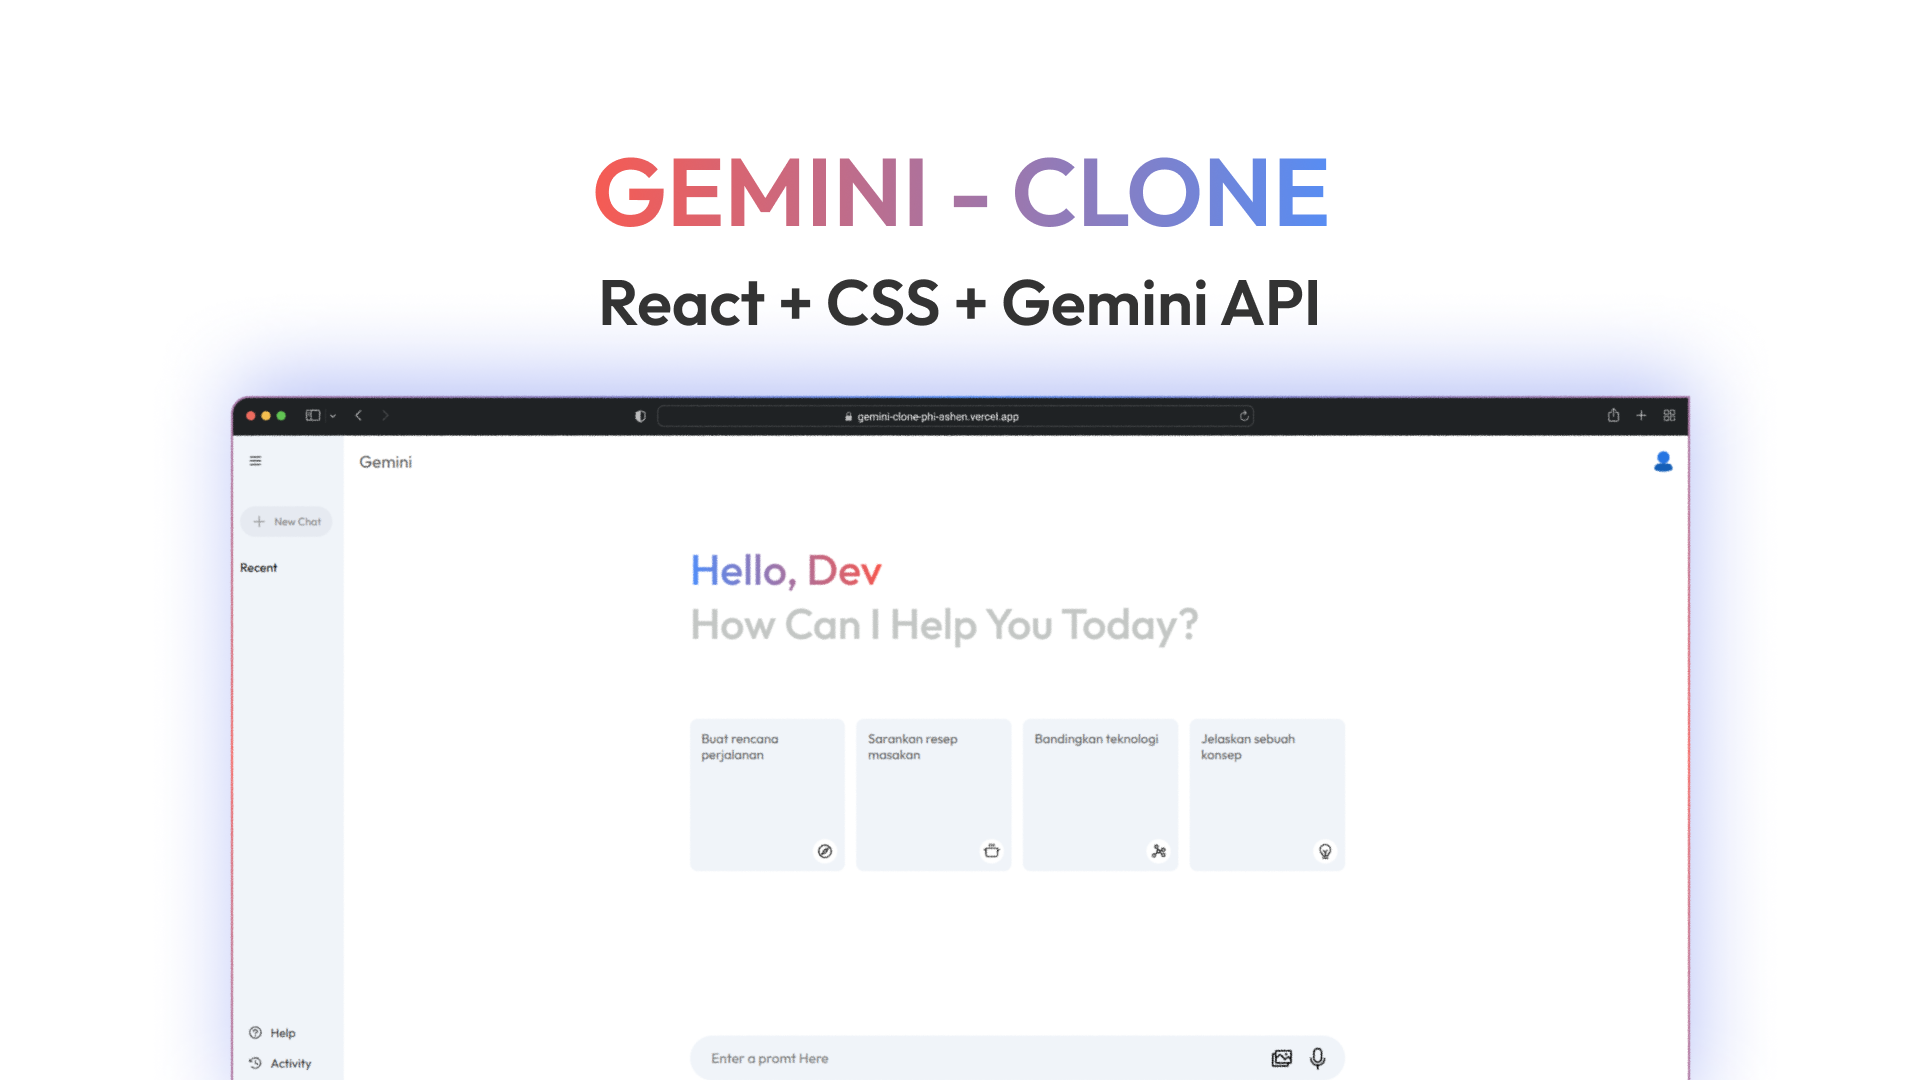 GEMINI - CLONE
React + CSS + Gemini API
gemini-clone-phi-ashen.vercel.app
Gemini
New Chat
Recent
Hello, Dev
How Can I Help You Today?
Buat rencana
perjalanan
Sarankan resep
masakan
Bandingkan teknologi
Jelaskan sebuah
konsep
Help
Activity
Enter a promt Here